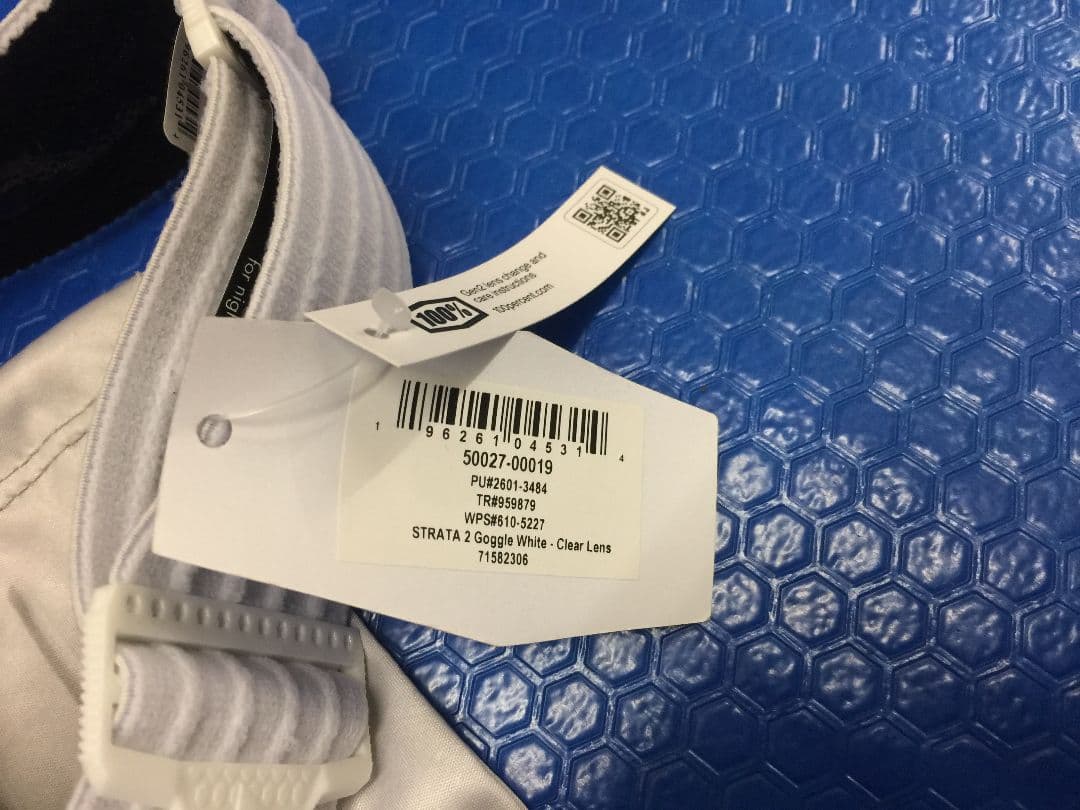 for nig
100%
Gen2 lens change and
care instructions
100percent.com
1 96261 04531 4
50027-00019
PU#2601-3484
TR#959879
WPS#610-5227
STRATA 2 Goggle White - Clear Lens
71582306